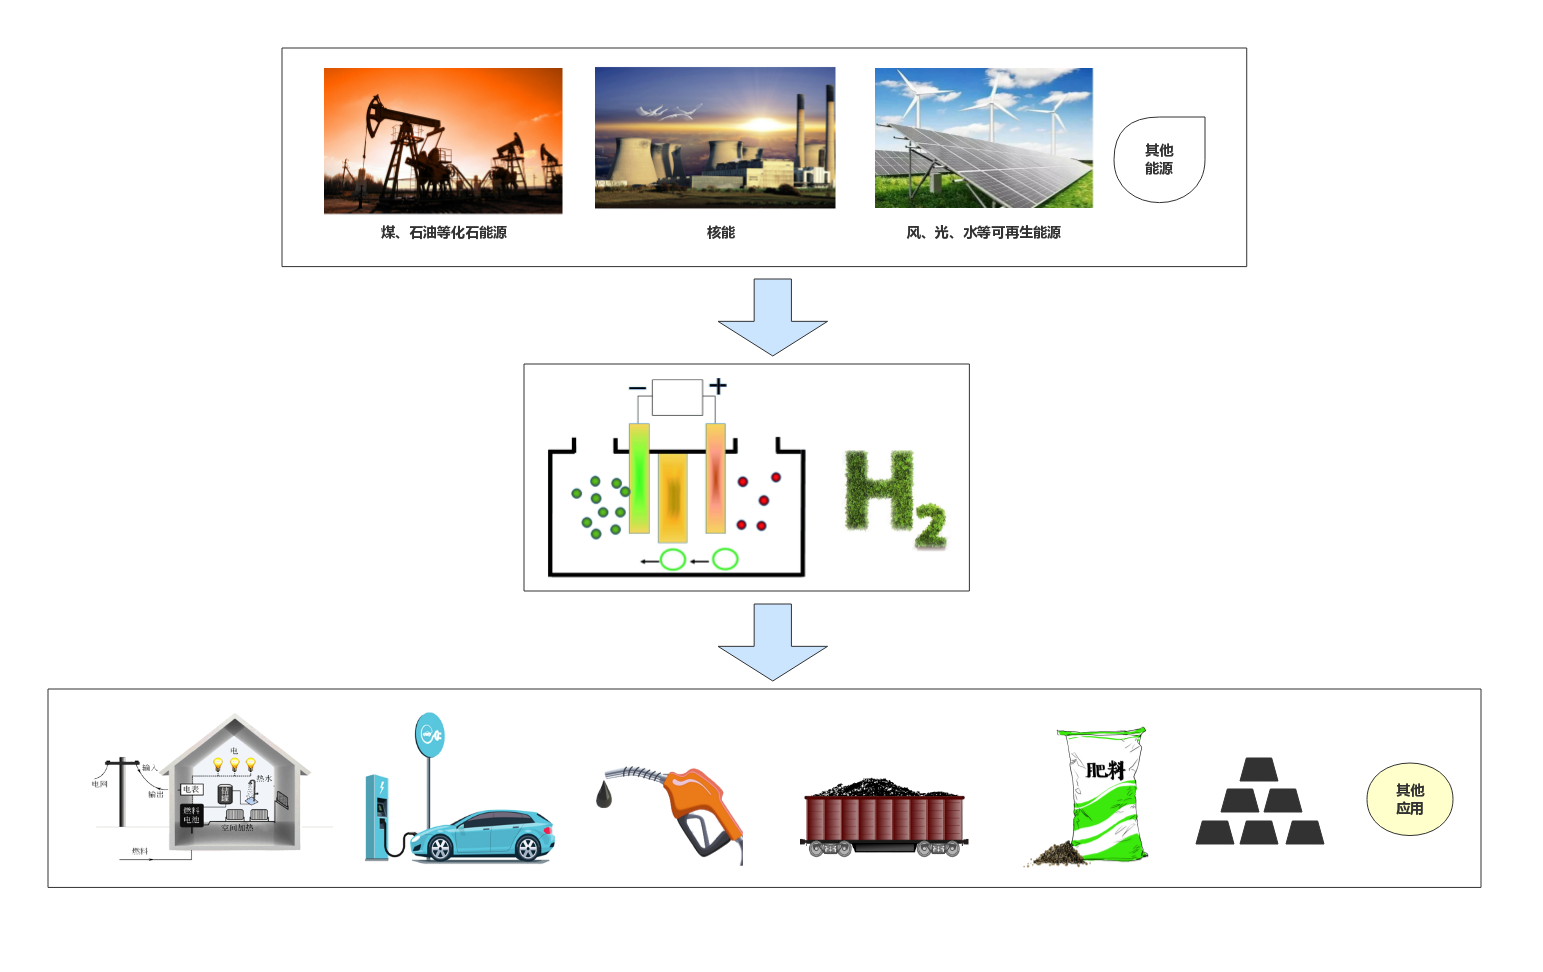 其他
能源
煤、石油等化石能源
核能
风、光、水等可再生能源
− +
H2
电
输入
热水
电网
输出
电表
燃料
电池
空间加热
燃料
肥料
其他
应用